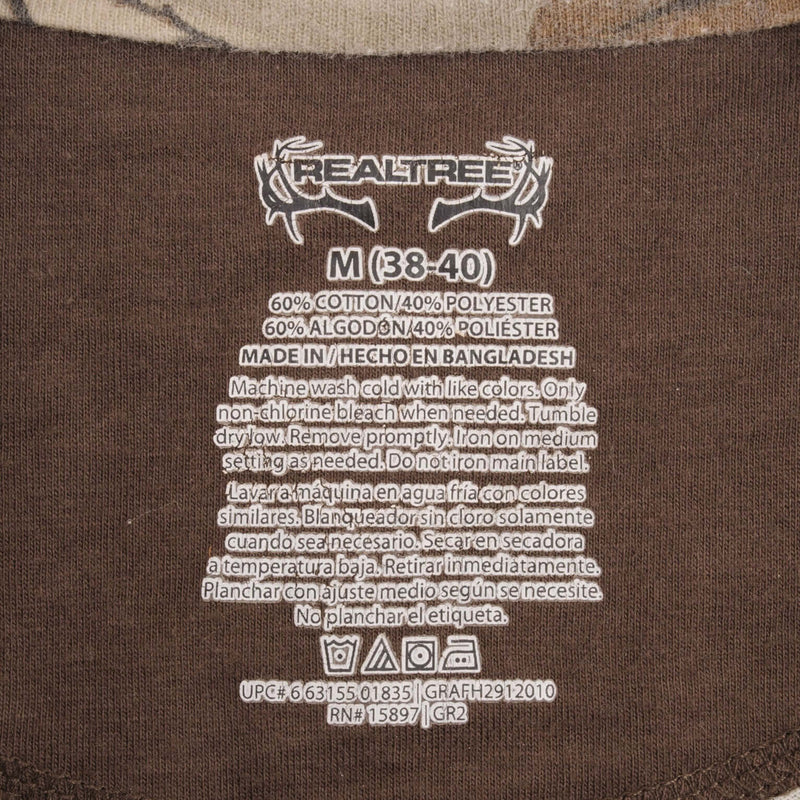 REALTREE®
M (38-40)
60% COTTON/40% POLYESTER
60% ALGODÓN/40% POLIÉSTER
MADE IN / HECHO EN BANGLADESH
Machine wash cold with like colors. Only
non-chlorine bleach when needed. Tumble
dry low. Remove promptly. Iron on medium
setting as needed. Do not iron main label.
Lavar a máquina en agua fría con colores
similares. Blanqueador sin cloro solamente
cuando sea necesario. Secar en secadora
a temperatura baja. Retirar inmediatamente.
Planchar con ajuste medio según se necesite.
No planchar el etiqueta.
UPC# 6 63155 01835 | GRAFH2912010
RN# 15897 | GR2